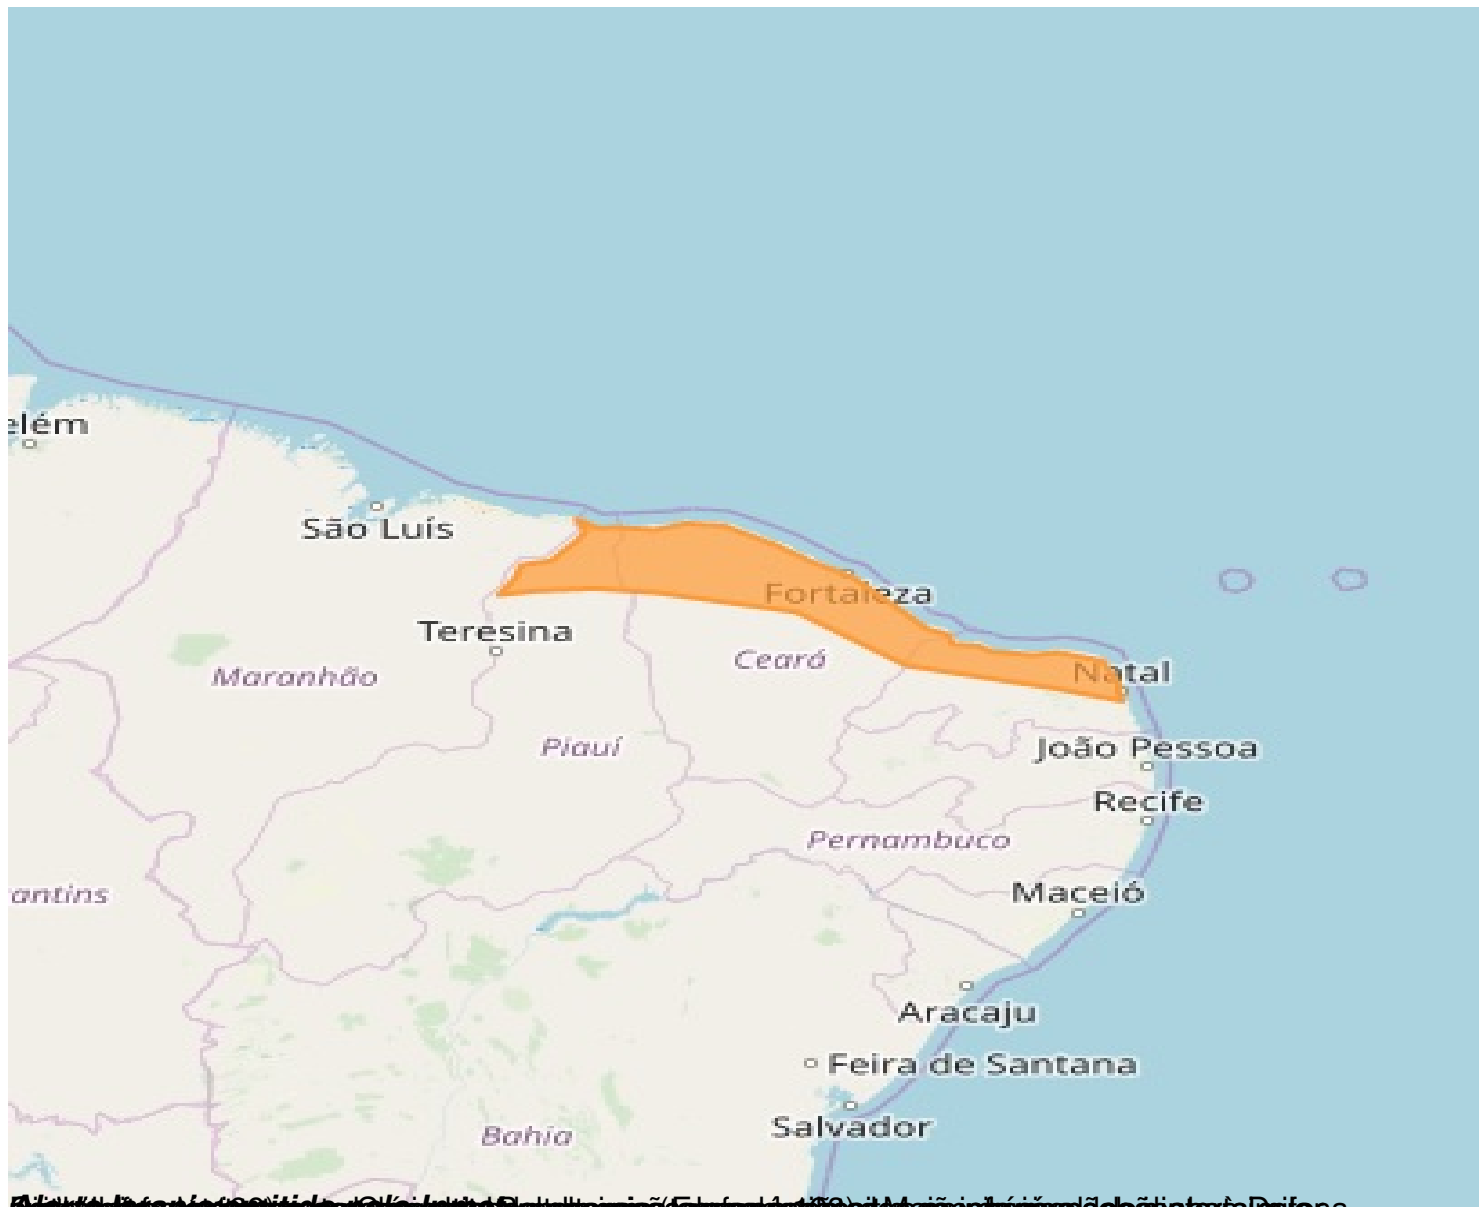 elém
São Luís
Fortaleza
Teresina
Ceará
Natal
Maranhão
Piauí
João Pessoa
Recife
Pernambuco
antins
Maceió
Aracaju
Feira de Santana
Salvador
Bahia